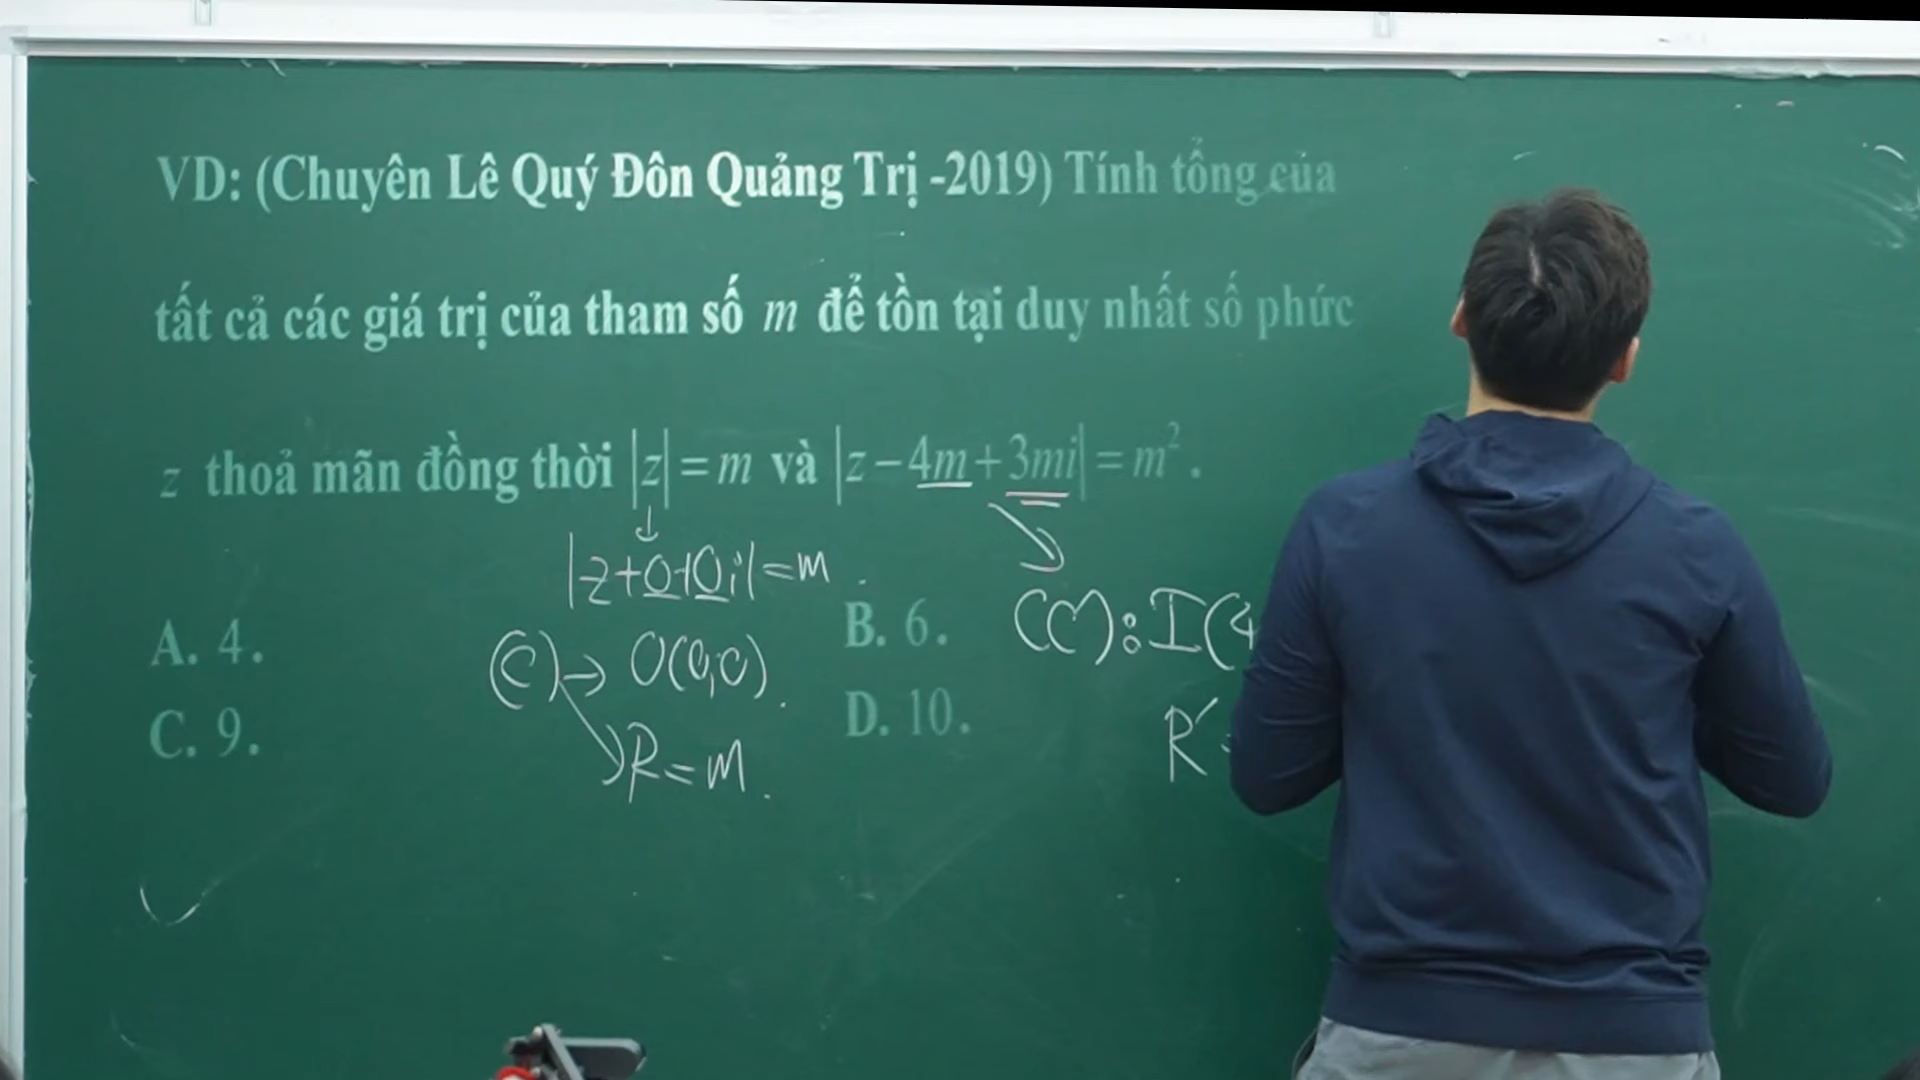 VD: (Chuyên Lê Quý Đôn Quảng Trị -2019) Tính tổng của
tất cả các giá trị của tham số m để tồn tại duy nhất số phức
z thoả mãn đồng thời |z| = m và |z − 4m + 3mi| = m².
|z+0+0i| = m .
A. 4.
B. 6.
C. 9.
D. 10.
(C) → O(0;0).
R = m .
(C'): I(4
R'